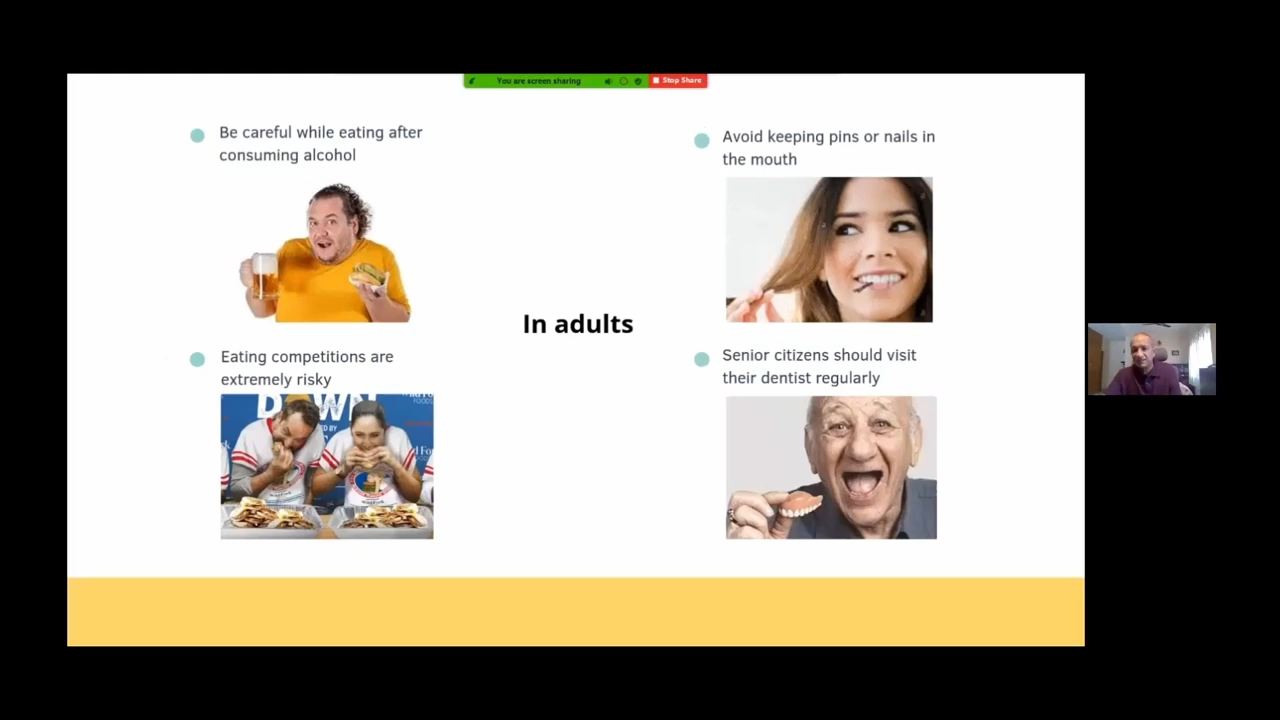 You are screen sharing
Stop Share
Be careful while eating after
consuming alcohol
Avoid keeping pins or nails in
the mouth
In adults
Eating competitions are
extremely risky
Senior citizens should visit
their dentist regularly